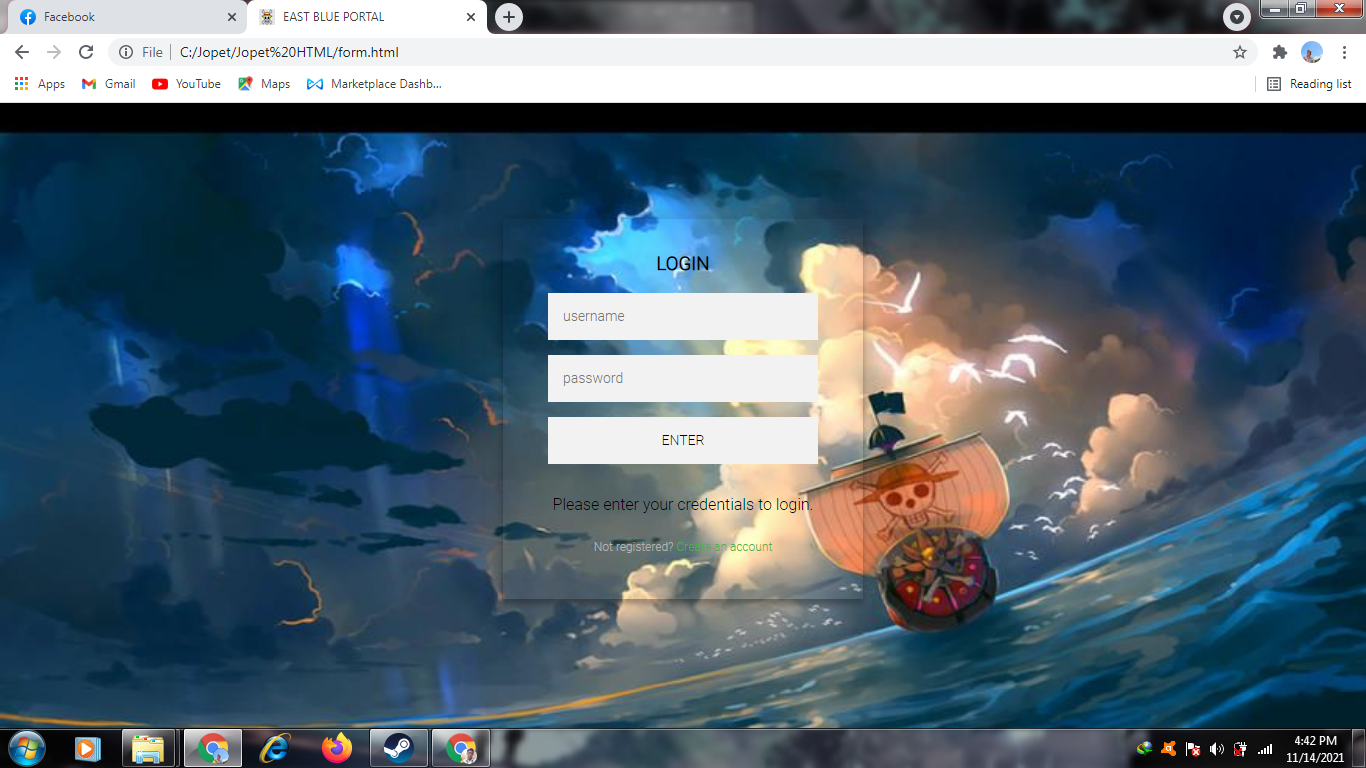 Facebook
EAST BLUE PORTAL
File
C:/Jopet/Jopet%20HTML/form.html
Apps
Gmail
YouTube
Maps
Marketplace Dashb...
Reading list
LOGIN
username
password
ENTER
Please enter your credentials to login.
Not registered? Create an account
4:42 PM
11/14/2021